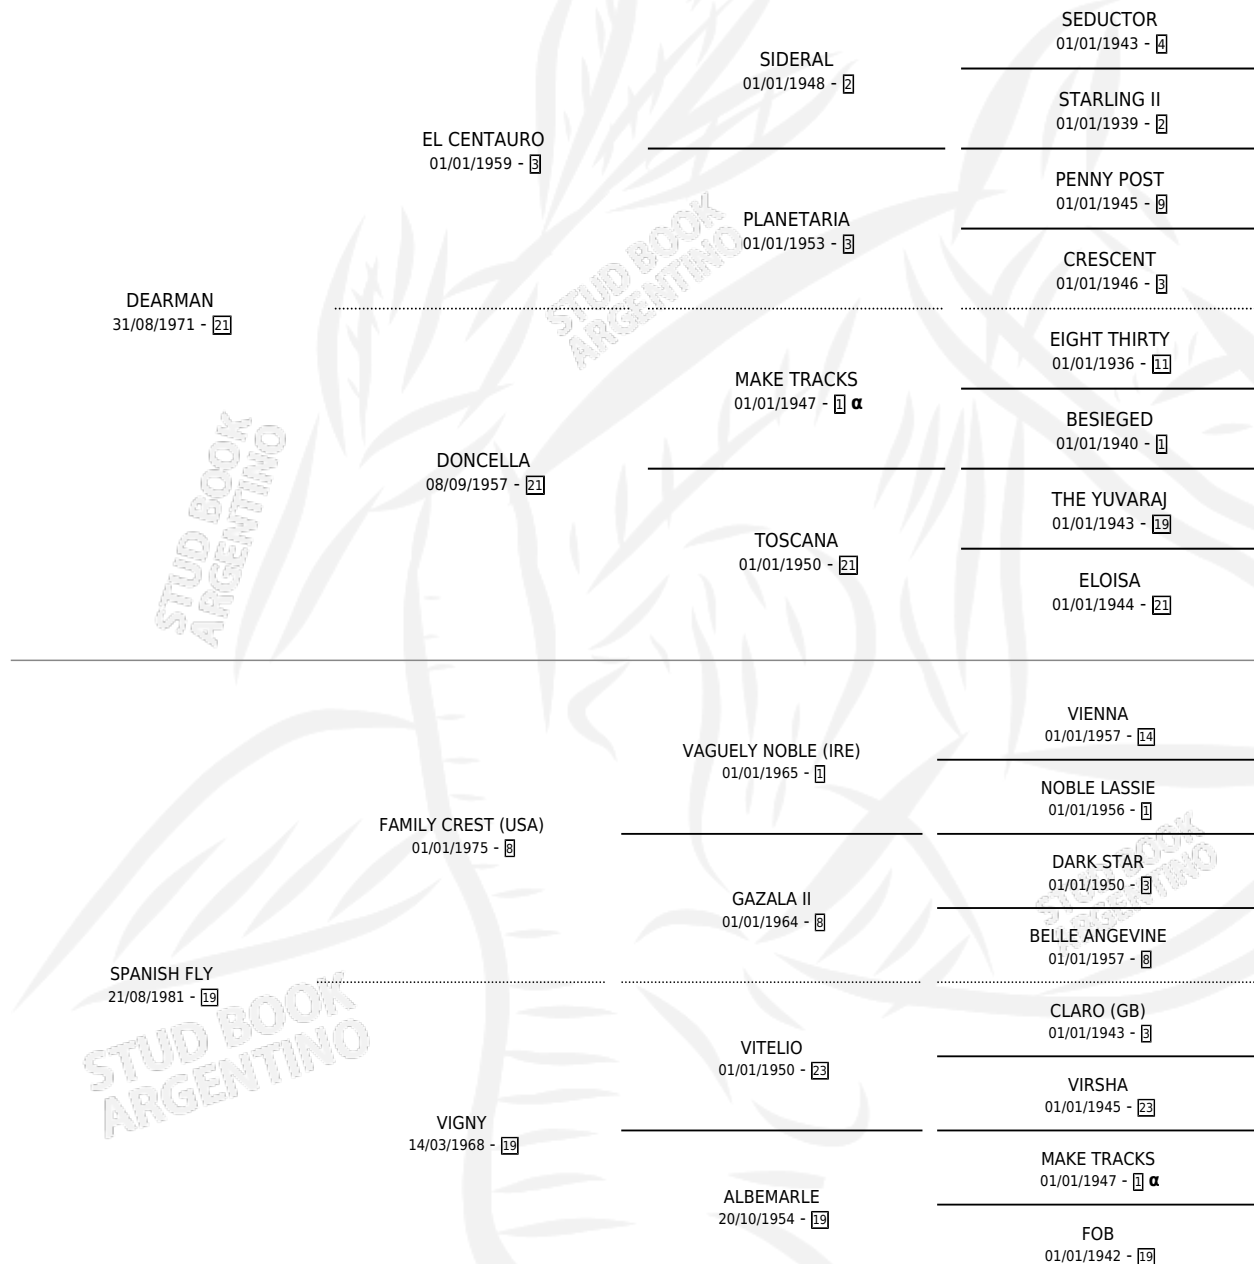 SEDUCTOR
01/01/1943 - 4
SIDERAL
01/01/1948 - 2
STARLING II
01/01/1939 - 2
EL CENTAURO
01/01/1959 - 3
PENNY POST
01/01/1945 - 9
PLANETARIA
01/01/1953 - 3
CRESCENT
01/01/1946 - 3
DEARMAN
31/08/1971 - 21
EIGHT THIRTY
01/01/1936 - 11
MAKE TRACKS
01/01/1947 - 1 α
BESIEGED
01/01/1940 - 1
DONCELLA
08/09/1957 - 21
THE YUVARAJ
01/01/1943 - 19
TOSCANA
01/01/1950 - 21
ELOISA
01/01/1944 - 21
VIENNA
01/01/1957 - 14
VAGUELY NOBLE (IRE)
01/01/1965 - 1
NOBLE LASSIE
01/01/1956 - 1
FAMILY CREST (USA)
01/01/1975 - 8
DARK STAR
01/01/1950 - 3
GAZALA II
01/01/1964 - 8
BELLE ANGEVINE
01/01/1957 - 8
SPANISH FLY
21/08/1981 - 19
CLARO (GB)
01/01/1943 - 3
VITELIO
01/01/1950 - 23
VIRSHA
01/01/1945 - 23
VIGNY
14/03/1968 - 19
MAKE TRACKS
01/01/1947 - 1 α
ALBEMARLE
20/10/1954 - 19
FOB
01/01/1942 - 19
STUD BOOK
ARGENTINO
STUD BOOK
ARGENTINO
STUD BOOK
ARGENTINO
STUD BOOK
ARGENTINO